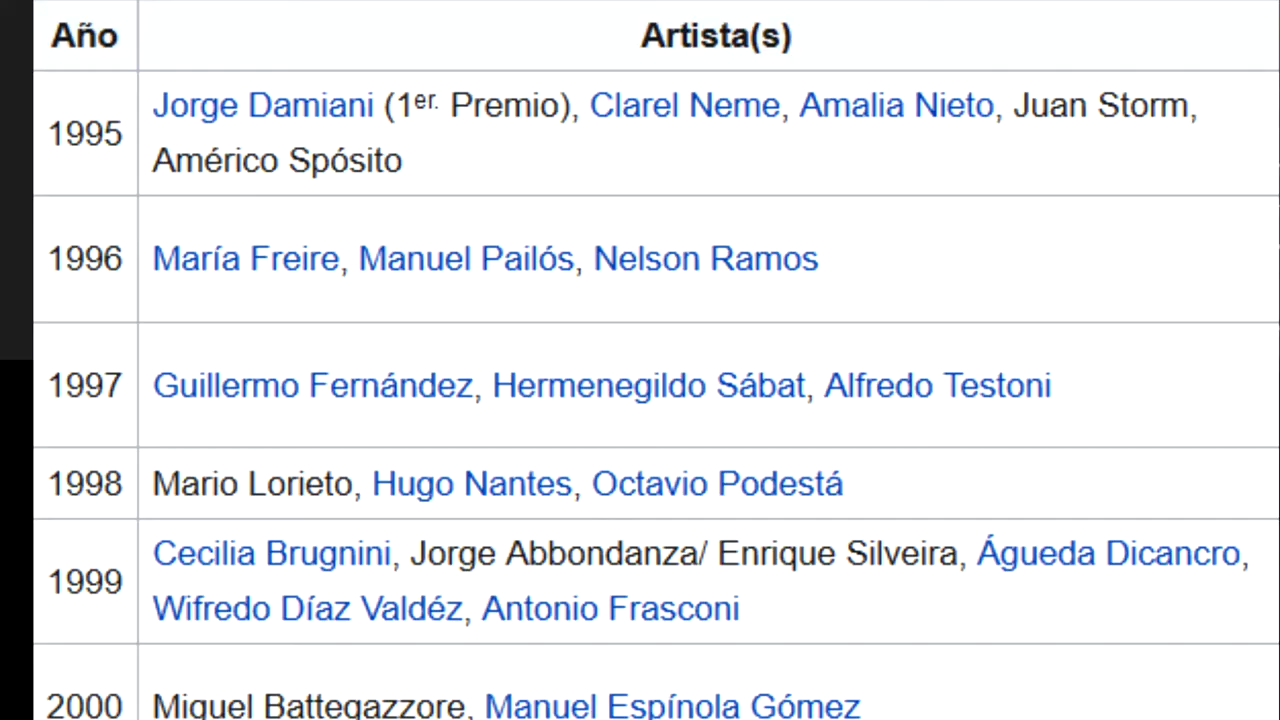 Año Artista(s)
1995 Jorge Damiani (1er. Premio), Clarel Neme, Amalia Nieto, Juan Storm,
Américo Spósito
1996 María Freire, Manuel Pailós, Nelson Ramos
1997 Guillermo Fernández, Hermenegildo Sábat, Alfredo Testoni
1998 Mario Lorieto, Hugo Nantes, Octavio Podestá
1999 Cecilia Brugnini, Jorge Abbondanza/ Enrique Silveira, Águeda Dicancro,
Wifredo Díaz Valdéz, Antonio Frasconi
2000 Miguel Battegazzore, Manuel Espínola Gómez